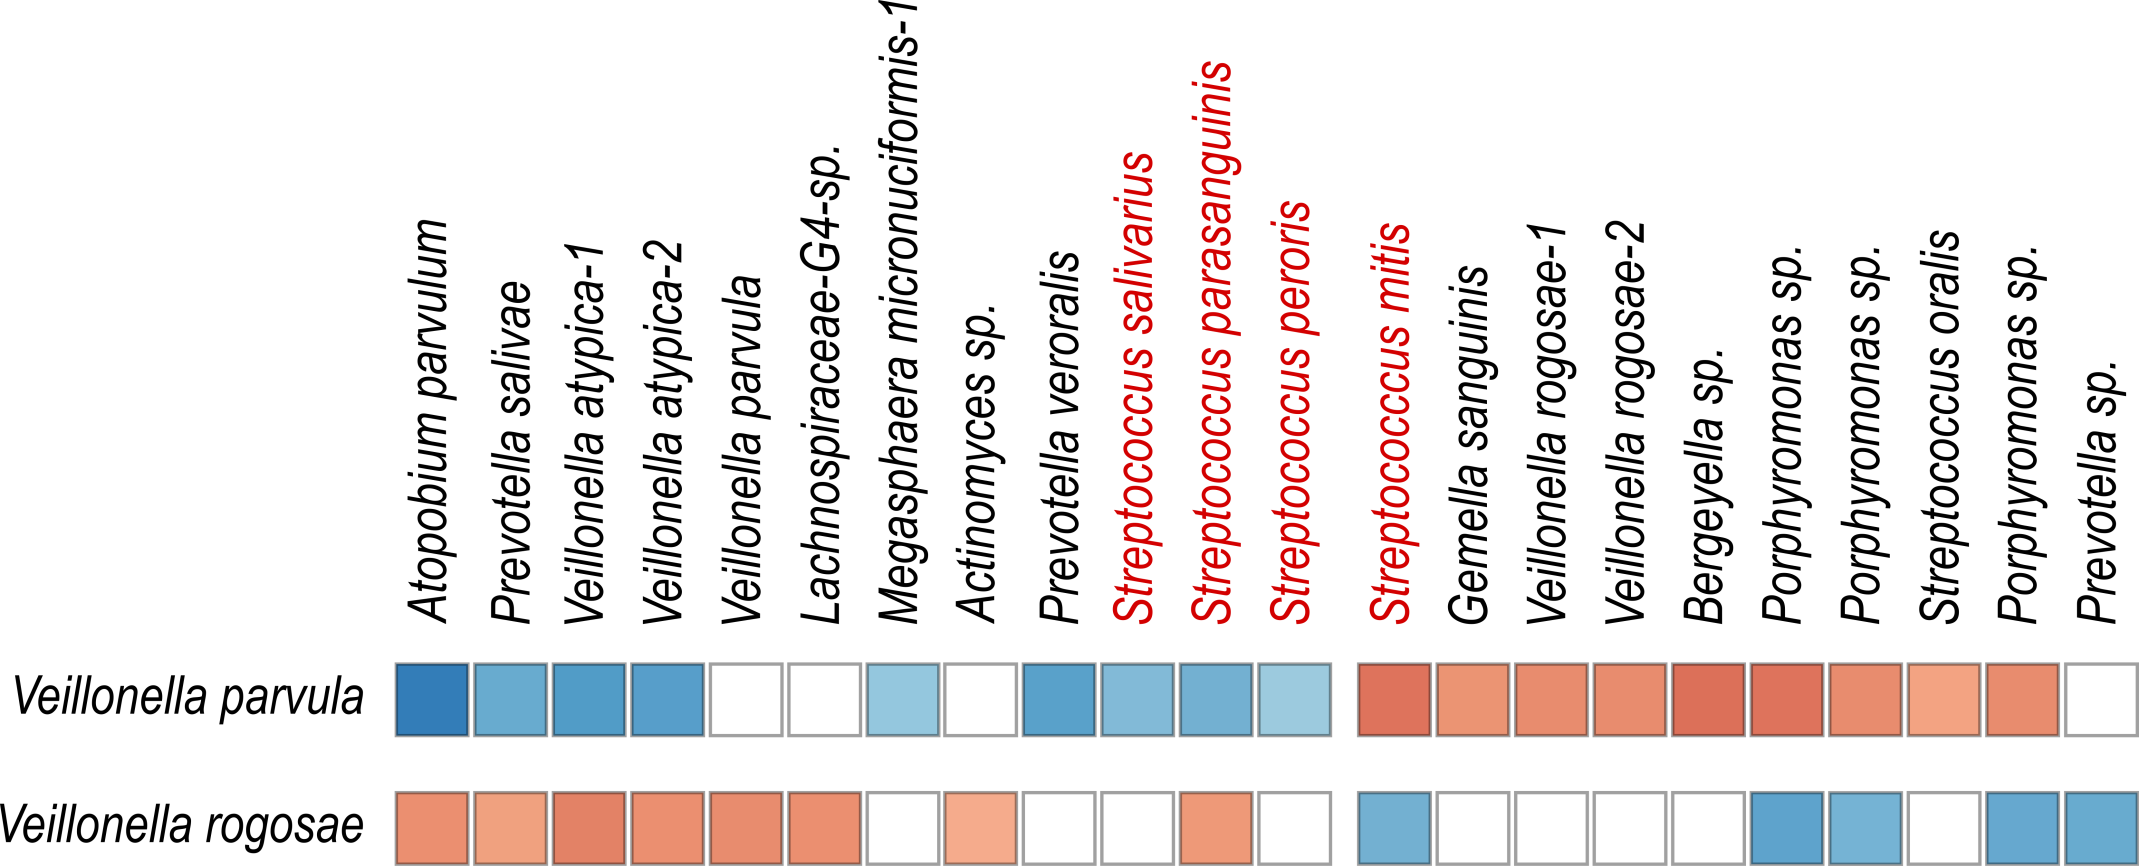 Atopobium parvulum
Prevotella salivae
Veillonella atypica-1
Veillonella atypica-2
Veillonella parvula
Lachnospiraceae-G4-sp.
Megasphaera micronuciformis-1
Actinomyces sp.
Prevotella veroralis
Streptococcus salivarius
Streptococcus parasanguinis
Streptococcus peroris
Streptococcus mitis
Gemella sanguinis
Veillonella rogosae-1
Veillonella rogosae-2
Bergeyella sp.
Porphyromonas sp.
Porphyromonas sp.
Streptococcus oralis
Porphyromonas sp.
Prevotella sp.
Veillonella parvula
Veillonella rogosae